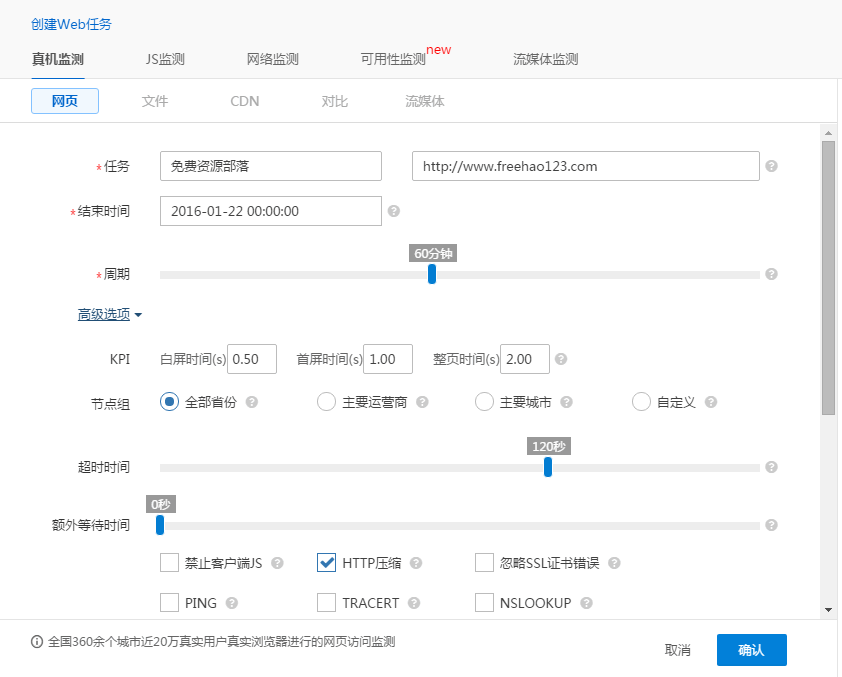 创建Web任务
真机监测 JS监测 网络监测 可用性监测 new 流媒体监测
网页 文件 CDN 对比 流媒体
*任务 免费资源部落 http://www.freehao123.com ?
*结束时间 2016-01-22 00:00:00 ?
60分钟
*周期 ?
高级选项
KPI 白屏时间(s) 0.50 首屏时间(s) 1.00 整页时间(s) 2.00 ?
节点组 全部省份 ? 主要运营商 ? 主要城市 ? 自定义 ?
120秒
超时时间 ?
0秒
额外等待时间 ?
禁止客户端JS ? HTTP压缩 ? 忽略SSL证书错误 ?
PING ? TRACERT ? NSLOOKUP ?
全国360余个城市近20万真实用户真实浏览器进行的网页访问监测
取消 确认